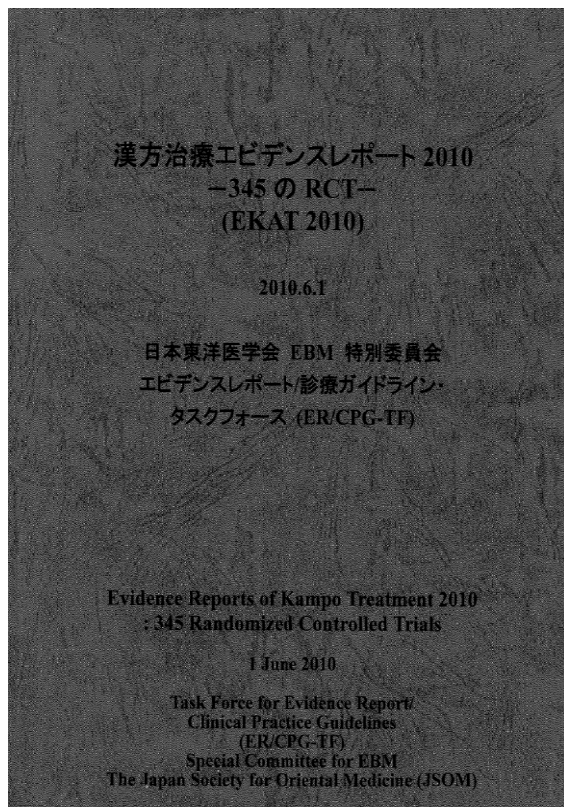 漢方治療エビデンスレポート 2010
－345 の RCT－
(EKAT 2010)
2010.6.1
日本東洋医学会 EBM 特別委員会
エビデンスレポート/診療ガイドライン・
タスクフォース (ER/CPG-TF)
Evidence Reports of Kampo Treatment 2010
: 345 Randomized Controlled Trials
1 June 2010
Task Force for Evidence Report/
Clinical Practice Guidelines
(ER/CPG-TF)
Special Committee for EBM
The Japan Society for Oriental Medicine (JSOM)